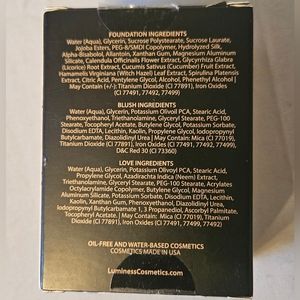 FOUNDATION INGREDIENTS
Water (Aqua), Glycerin, Sucrose Polystearate, Sucrose Laurate,
Jojoba Esters, PEG-8/SMDI Copolymer, Hydrolyzed Silk,
Alpha-Bisabolol, Allantoin, Xanthan Gum, Magnesium Aluminum
Silicate, Calendula Officinalis Flower Extract, Glycyrrhiza Glabra
(Licorice) Root Extract, Cucumis Sativus (Cucumber) Fruit Extract,
Hamamelis Virginiana (Witch Hazel) Leaf Extract, Spirulina Platensis
Extract, Citric Acid, Pentylene Glycol, Alcohol, Phenethyl Alcohol |
May Contain (+/-): Titanium Dioxide (CI 77891), Iron Oxides
(CI 77491, 77492, 77499)
BLUSH INGREDIENTS
Water (Aqua), Glycerin, Potassium Olivoyl PCA, Stearic Acid,
Phenoxyethanol, Triethanolamine, Glyceryl Stearate, PEG-100
Stearate, Tocopheryl Acetate, Butylene Glycol, Sorbitan Potassium,
Disodium EDTA, Lecithin, Kaolin, Propylene Glycol, Iodopropynyl
Butylcarbamate, Diazolidinyl Urea | May Contain: Mica (CI 77019),
Titanium Dioxide (CI 77891), Iron Oxides (CI 77491, 77492, 77499),
D&C Red 30 (CI 73360)
LOVE INGREDIENTS
Water (Aqua), Glycerin, Potassium Olivoyl PCA, Stearic Acid,
Propylene Glycol, Azadirachta Indica (Neem) Extract,
Triethanolamine, Glyceryl Stearate, PEG-100 Stearate, Acrylates
Octylacrylamide Copolymer, Butylene Glycol, Magnesium
Aluminum Silicate, Potassium Sorbate, Disodium EDTA, Lecithin,
Kaolin, Xanthan Gum, Phenoxyethanol, Diazolidinyl Urea,
Iodopropynyl Butylcarbamate 1, 3 Propanediol, Ascorbyl Palmitate,
Tocopheryl Acetate. | May Contain: Mica (CI 77019), Titanium
Dioxide (CI 77891), Iron Oxides (CI 77491, 77499, 77492)
OIL-FREE AND WATER-BASED COSMETICS
COSMETICS MADE IN USA
LuminessCosmetics.com